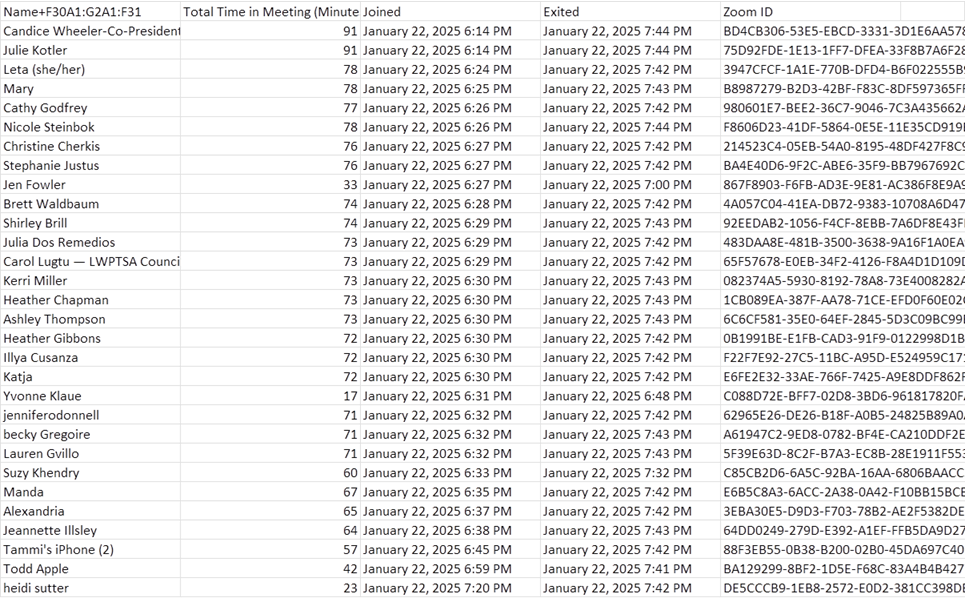 Name+F30A1:G2A1:F31 Total Time in Meeting (Minute Joined Exited Zoom ID
Candice Wheeler-Co-President 91 January 22, 2025 6:14 PM January 22, 2025 7:44 PM BD4CB306-53E5-EBCD-3331-3D1E6AA578
Julie Kotler 91 January 22, 2025 6:14 PM January 22, 2025 7:44 PM 75D92FDE-1E13-1FF7-DFEA-33F8B7A6F28
Leta (she/her) 78 January 22, 2025 6:24 PM January 22, 2025 7:42 PM 3947CFCF-1A1E-770B-DFD4-B6F022555B
Mary 78 January 22, 2025 6:25 PM January 22, 2025 7:43 PM B8987279-B2D3-42BF-F83C-8DF597365F
Cathy Godfrey 77 January 22, 2025 6:26 PM January 22, 2025 7:42 PM 980601E7-BEE2-36C7-9046-7C3A435662
Nicole Steinbok 78 January 22, 2025 6:26 PM January 22, 2025 7:44 PM F8606D23-41DF-5864-0E5E-11E35CD919
Christine Cherkis 76 January 22, 2025 6:27 PM January 22, 2025 7:42 PM 214523C4-05EB-54A0-8195-48DF427F8C
Stephanie Justus 76 January 22, 2025 6:27 PM January 22, 2025 7:42 PM BA4E40D6-9F2C-ABE6-35F9-BB7967692C
Jen Fowler 33 January 22, 2025 6:27 PM January 22, 2025 7:00 PM 867F8903-F6FB-AD3E-9E81-AC386F8E9A
Brett Waldbaum 74 January 22, 2025 6:28 PM January 22, 2025 7:42 PM 4A057C04-41EA-DB72-9383-10708A6D47
Shirley Brill 74 January 22, 2025 6:29 PM January 22, 2025 7:43 PM 92EEDAB2-1056-F4CF-8EBB-7A6DF8E43F
Julia Dos Remedios 73 January 22, 2025 6:29 PM January 22, 2025 7:42 PM 483DAA8E-481B-3500-3638-9A16F1A0EA
Carol Lugtu — LWPTSA Counci 73 January 22, 2025 6:29 PM January 22, 2025 7:42 PM 65F57678-E0EB-34F2-4126-F8A4D1D109
Kerri Miller 73 January 22, 2025 6:30 PM January 22, 2025 7:43 PM 082374A5-5930-8192-78A8-73E4008282
Heather Chapman 73 January 22, 2025 6:30 PM January 22, 2025 7:43 PM 1CB089EA-387F-AA78-71CE-EFD0F60E02
Ashley Thompson 73 January 22, 2025 6:30 PM January 22, 2025 7:43 PM 6C6CF581-35E0-64EF-2845-5D3C09BC99
Heather Gibbons 72 January 22, 2025 6:30 PM January 22, 2025 7:42 PM 0B1991BE-E1FB-CAD3-91F9-0122998D1B
Illya Cusanza 72 January 22, 2025 6:30 PM January 22, 2025 7:42 PM F22F7E92-27C5-11BC-A95D-E524959C17
Katja 72 January 22, 2025 6:30 PM January 22, 2025 7:42 PM E6FE2E32-33AE-766F-7425-A9E8DDF862
Yvonne Klaue 17 January 22, 2025 6:31 PM January 22, 2025 6:48 PM C088D72E-BFF7-02D8-3BD6-961817820F
jenniferodonnell 71 January 22, 2025 6:32 PM January 22, 2025 7:42 PM 62965E26-DE26-B18F-A0B5-24825B89A0
becky Gregoire 71 January 22, 2025 6:32 PM January 22, 2025 7:43 PM A61947C2-9ED8-0782-BF4E-CA210DDF2E
Lauren Gvillo 71 January 22, 2025 6:32 PM January 22, 2025 7:43 PM 5F39E63D-8C2F-B7A3-EC8B-28E1911F55
Suzy Khendry 60 January 22, 2025 6:33 PM January 22, 2025 7:32 PM C85CB2D6-6A5C-92BA-16AA-6806BAACC
Manda 67 January 22, 2025 6:35 PM January 22, 2025 7:42 PM E6B5C8A3-6ACC-2A38-0A42-F10BB15BC
Alexandria 65 January 22, 2025 6:37 PM January 22, 2025 7:42 PM 3EBA30E5-D9D3-F703-78B2-AE2F5382DE
Jeannette Illsley 64 January 22, 2025 6:38 PM January 22, 2025 7:43 PM 64DD0249-279D-E392-A1EF-FFB5DA9D27
Tammi's iPhone (2) 57 January 22, 2025 6:45 PM January 22, 2025 7:42 PM 88F3EB55-0B38-B200-02B0-45DA697C40
Todd Apple 42 January 22, 2025 6:59 PM January 22, 2025 7:41 PM BA129299-8BF2-1D5E-F68C-83A4B4B427
heidi sutter 23 January 22, 2025 7:20 PM January 22, 2025 7:42 PM DE5CCCB9-1EB8-2572-E0D2-381CC398D